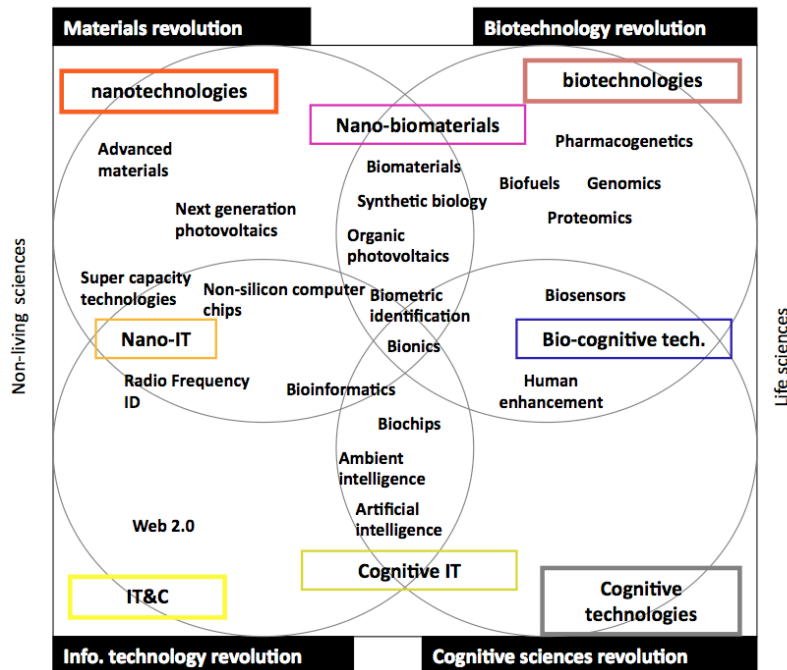 Materials revolution
Biotechnology revolution
nanotechnologies
biotechnologies
Nano-biomaterials
Pharmacogenetics
Advanced
materials
Biomaterials
Biofuels
Genomics
Synthetic biology
Next generation
photovoltaics
Proteomics
Organic
photovoltaics
Non-living sciences
Life sciences
Super capacity
technologies
Non-silicon computer
chips
Biometric
identification
Biosensors
Nano-IT
Bionics
Bio-cognitive tech.
Radio Frequency
ID
Bioinformatics
Human
enhancement
Biochips
Ambient
intelligence
Artificial
intelligence
Web 2.0
Cognitive IT
IT&C
Cognitive
technologies
Info. technology revolution
Cognitive sciences revolution